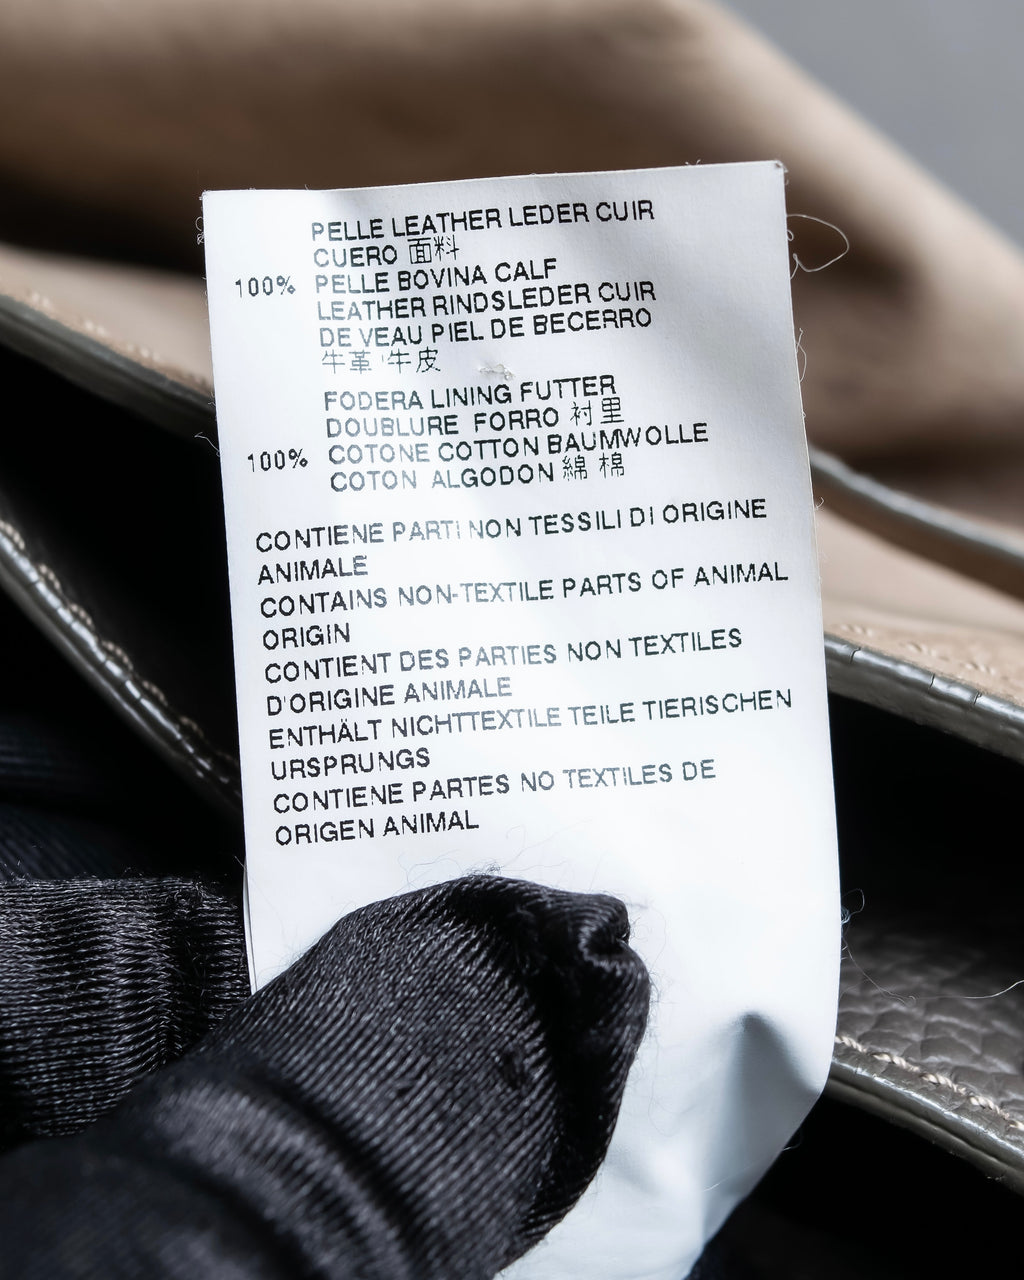 PELLE LEATHER LEDER CUIR
CUERO 面料
100% PELLE BOVINA CALF
LEATHER RINDSLEDER CUIR
DE VEAU PIEL DE BECERRO
牛革 牛皮
FODERA LINING FUTTER
DOUBLURE FORRO 衬里
100% COTONE COTTON BAUMWOLLE
COTON ALGODON 綿 棉
CONTIENE PARTI NON TESSILI DI ORIGINE
ANIMALE
CONTAINS NON-TEXTILE PARTS OF ANIMAL
ORIGIN
CONTIENT DES PARTIES NON TEXTILES
D'ORIGINE ANIMALE
ENTHÄLT NICHTTEXTILE TEILE TIERISCHEN
URSPRUNGS
CONTIENE PARTES NO TEXTILES DE
ORIGEN ANIMAL